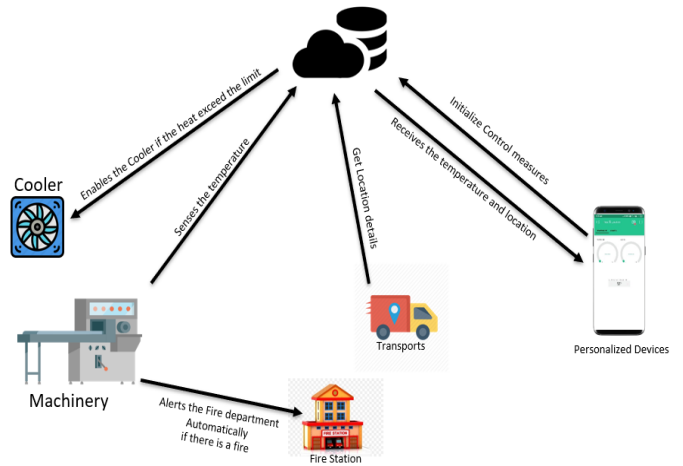 Enables the Cooler if the heat exceed the limit
Senses the temperature
Get Location details
Initialize Control measures
Receives the temperature and location
Cooler
Transports
Personalized Devices
Machinery
Alerts the Fire department
Automatically
if there is a fire
FIRE STATION
Fire Station